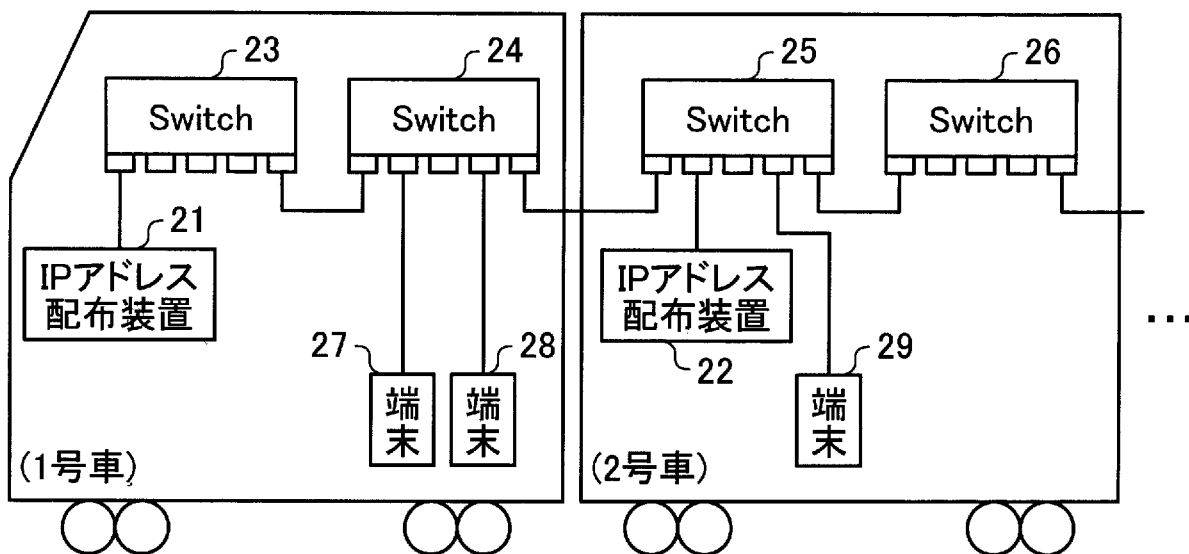 23
24
25
26
Switch
Switch
Switch
Switch
21
IPアドレス
配布装置
IPアドレス
配布装置
22
27
28
29
端末
端末
端末
(1号車)
(2号車)
...